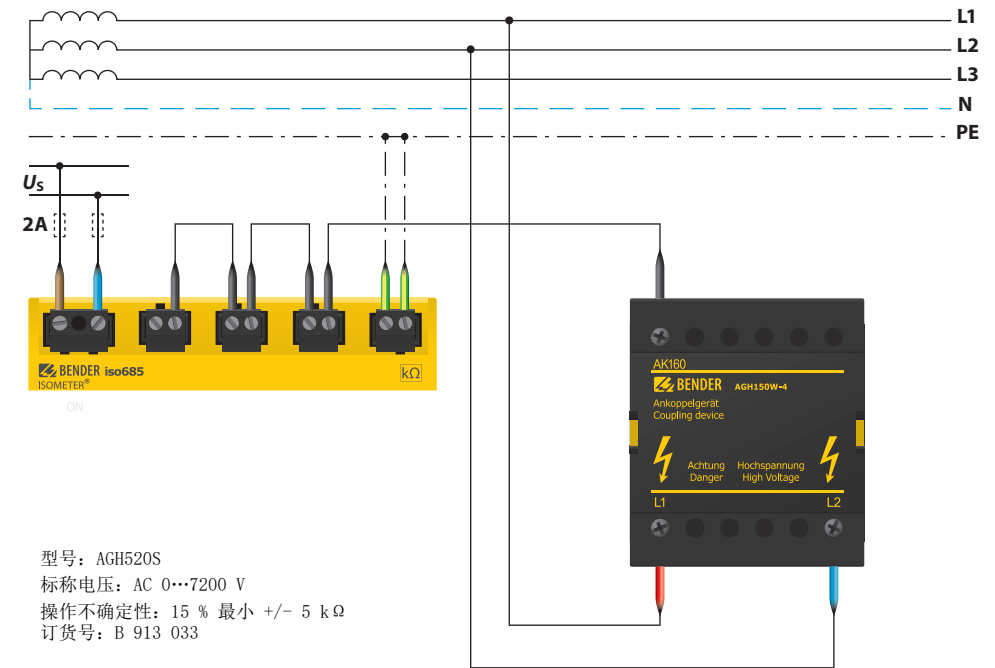 L1
L2
L3
N
PE
US
2A
BENDER iso685
ISOMETER®
kΩ
ON
AK160
BENDER AGH150W-4
Ankoppelgerät
Coupling device
Achtung Hochspannung
Danger High Voltage
L1 L2
型号: AGH520S
标称电压: AC 0…7200 V
操作不确定性: 15 % 最小 +/- 5 kΩ
订货号: B 913 033